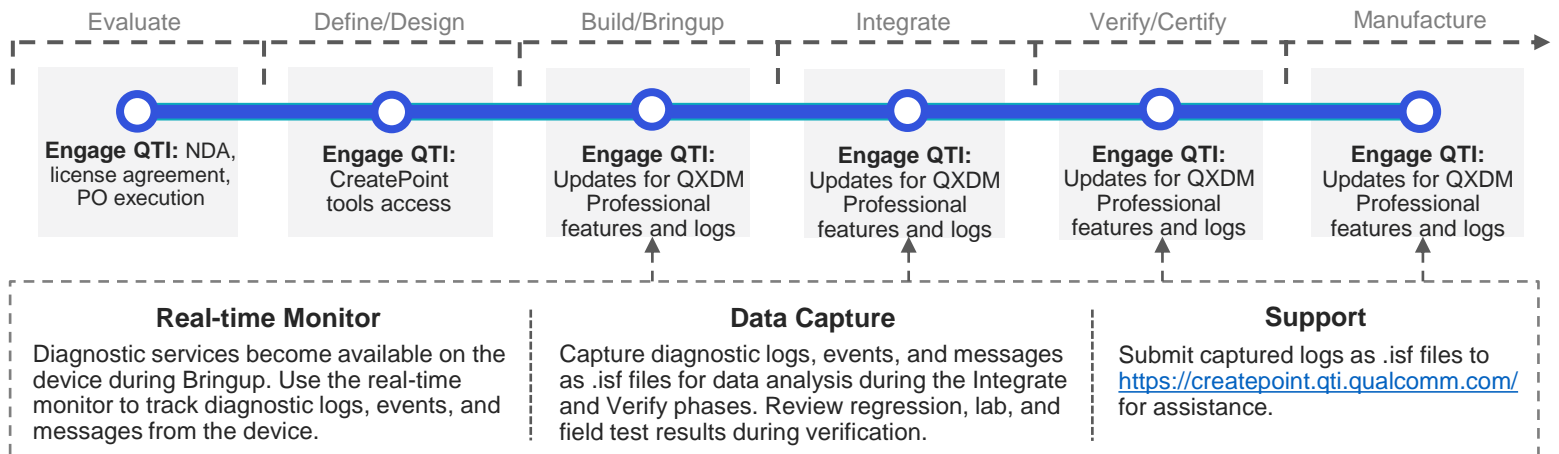 Evaluate
Define/Design
Build/Bringup
Integrate
Verify/Certify
Manufacture
Engage QTI: NDA,
license agreement,
PO execution
Engage QTI:
CreatePoint
tools access
Engage QTI:
Updates for QXDM
Professional
features and logs
Engage QTI:
Updates for QXDM
Professional
features and logs
Engage QTI:
Updates for QXDM
Professional
features and logs
Engage QTI:
Updates for QXDM
Professional
features and logs
Real-time Monitor
Diagnostic services become available on the
device during Bringup. Use the real-time
monitor to track diagnostic logs, events, and
messages from the device.
Data Capture
Capture diagnostic logs, events, and messages
as .isf files for data analysis during the Integrate
and Verify phases. Review regression, lab, and
field test results during verification.
Support
Submit captured logs as .isf files to
https://createpoint.qti.qualcomm.com/
for assistance.